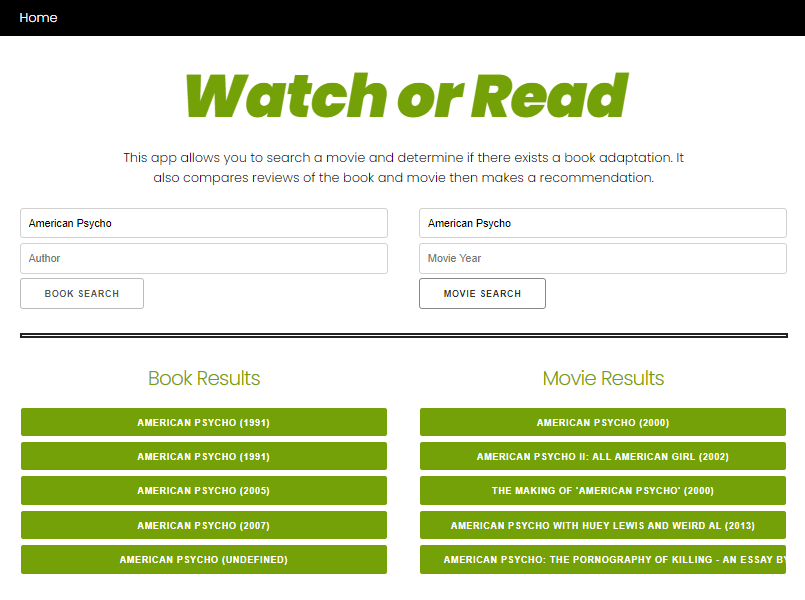 Home
Watch or Read
This app allows you to search a movie and determine if there exists a book adaptation. It
also compares reviews of the book and movie then makes a recommendation.
American Psycho
Author
BOOK SEARCH
American Psycho
Movie Year
MOVIE SEARCH
Book Results
AMERICAN PSYCHO (1991)
AMERICAN PSYCHO (1991)
AMERICAN PSYCHO (2005)
AMERICAN PSYCHO (2007)
AMERICAN PSYCHO (UNDEFINED)
Movie Results
AMERICAN PSYCHO (2000)
AMERICAN PSYCHO II: ALL AMERICAN GIRL (2002)
THE MAKING OF 'AMERICAN PSYCHO' (2000)
AMERICAN PSYCHO WITH HUEY LEWIS AND WEIRD AL (2013)
AMERICAN PSYCHO: THE PORNOGRAPHY OF KILLING - AN ESSAY BY